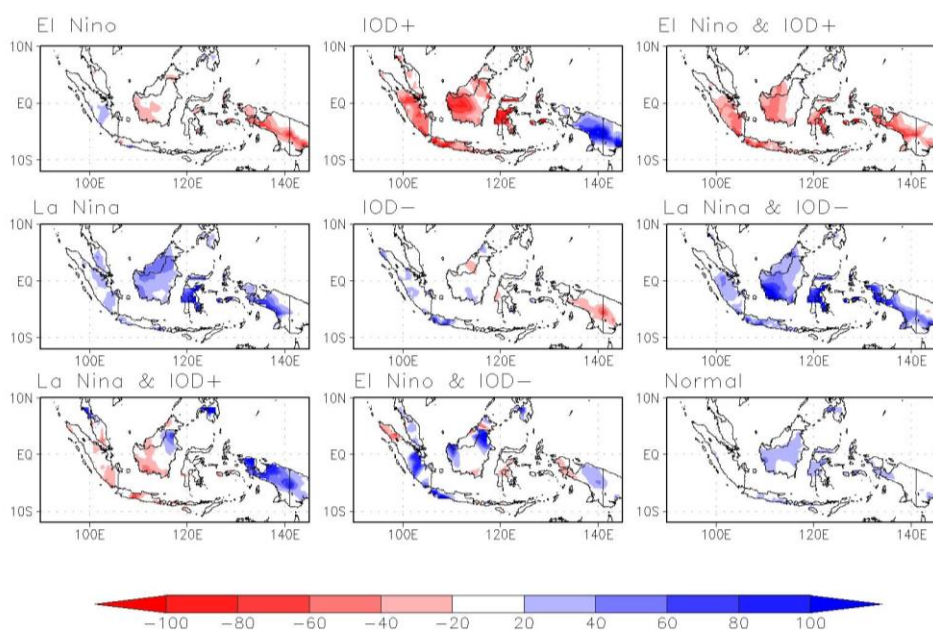 El Nino IOD+ El Nino & IOD+
10N 10N 10N
EQ EQ EQ
10S 10S 10S
100E 120E 140E 100E 120E 140E 100E 120E 140E
La Nina IOD− La Nina & IOD−
10N 10N 10N
EQ EQ EQ
10S 10S 10S
100E 120E 140E 100E 120E 140E 100E 120E 140E
La Nina & IOD+ El Nino & IOD− Normal
10N 10N 10N
EQ EQ EQ
10S 10S 10S
100E 120E 140E 100E 120E 140E 100E 120E 140E
−100 −80 −60 −40 −20 20 40 60 80 100